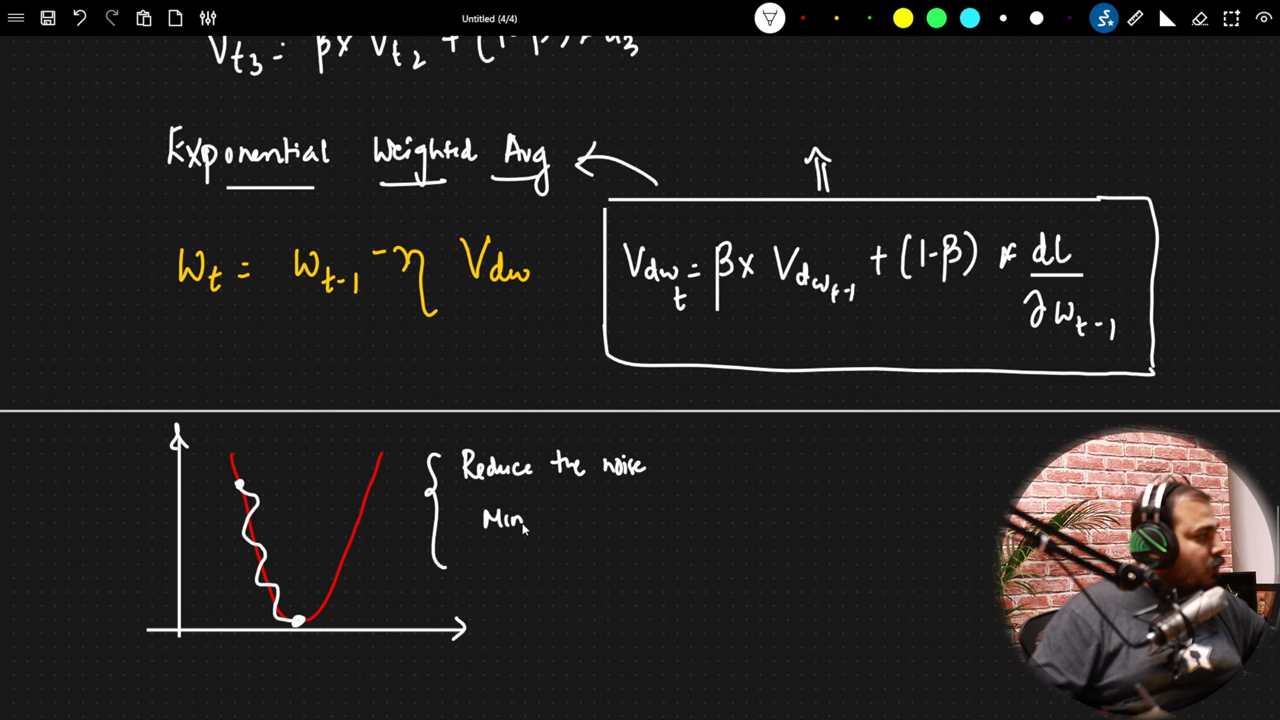 Untitled (4/4)
Vt3 = β x Vt2 + (1-β) * a3
Exponential Weighted Avg
Wt = Wt-1 - η Vdw
Vdwt = β x Vdwt-1 + (1-β) * dL/∂Wt-1
Reduce the noise
Min